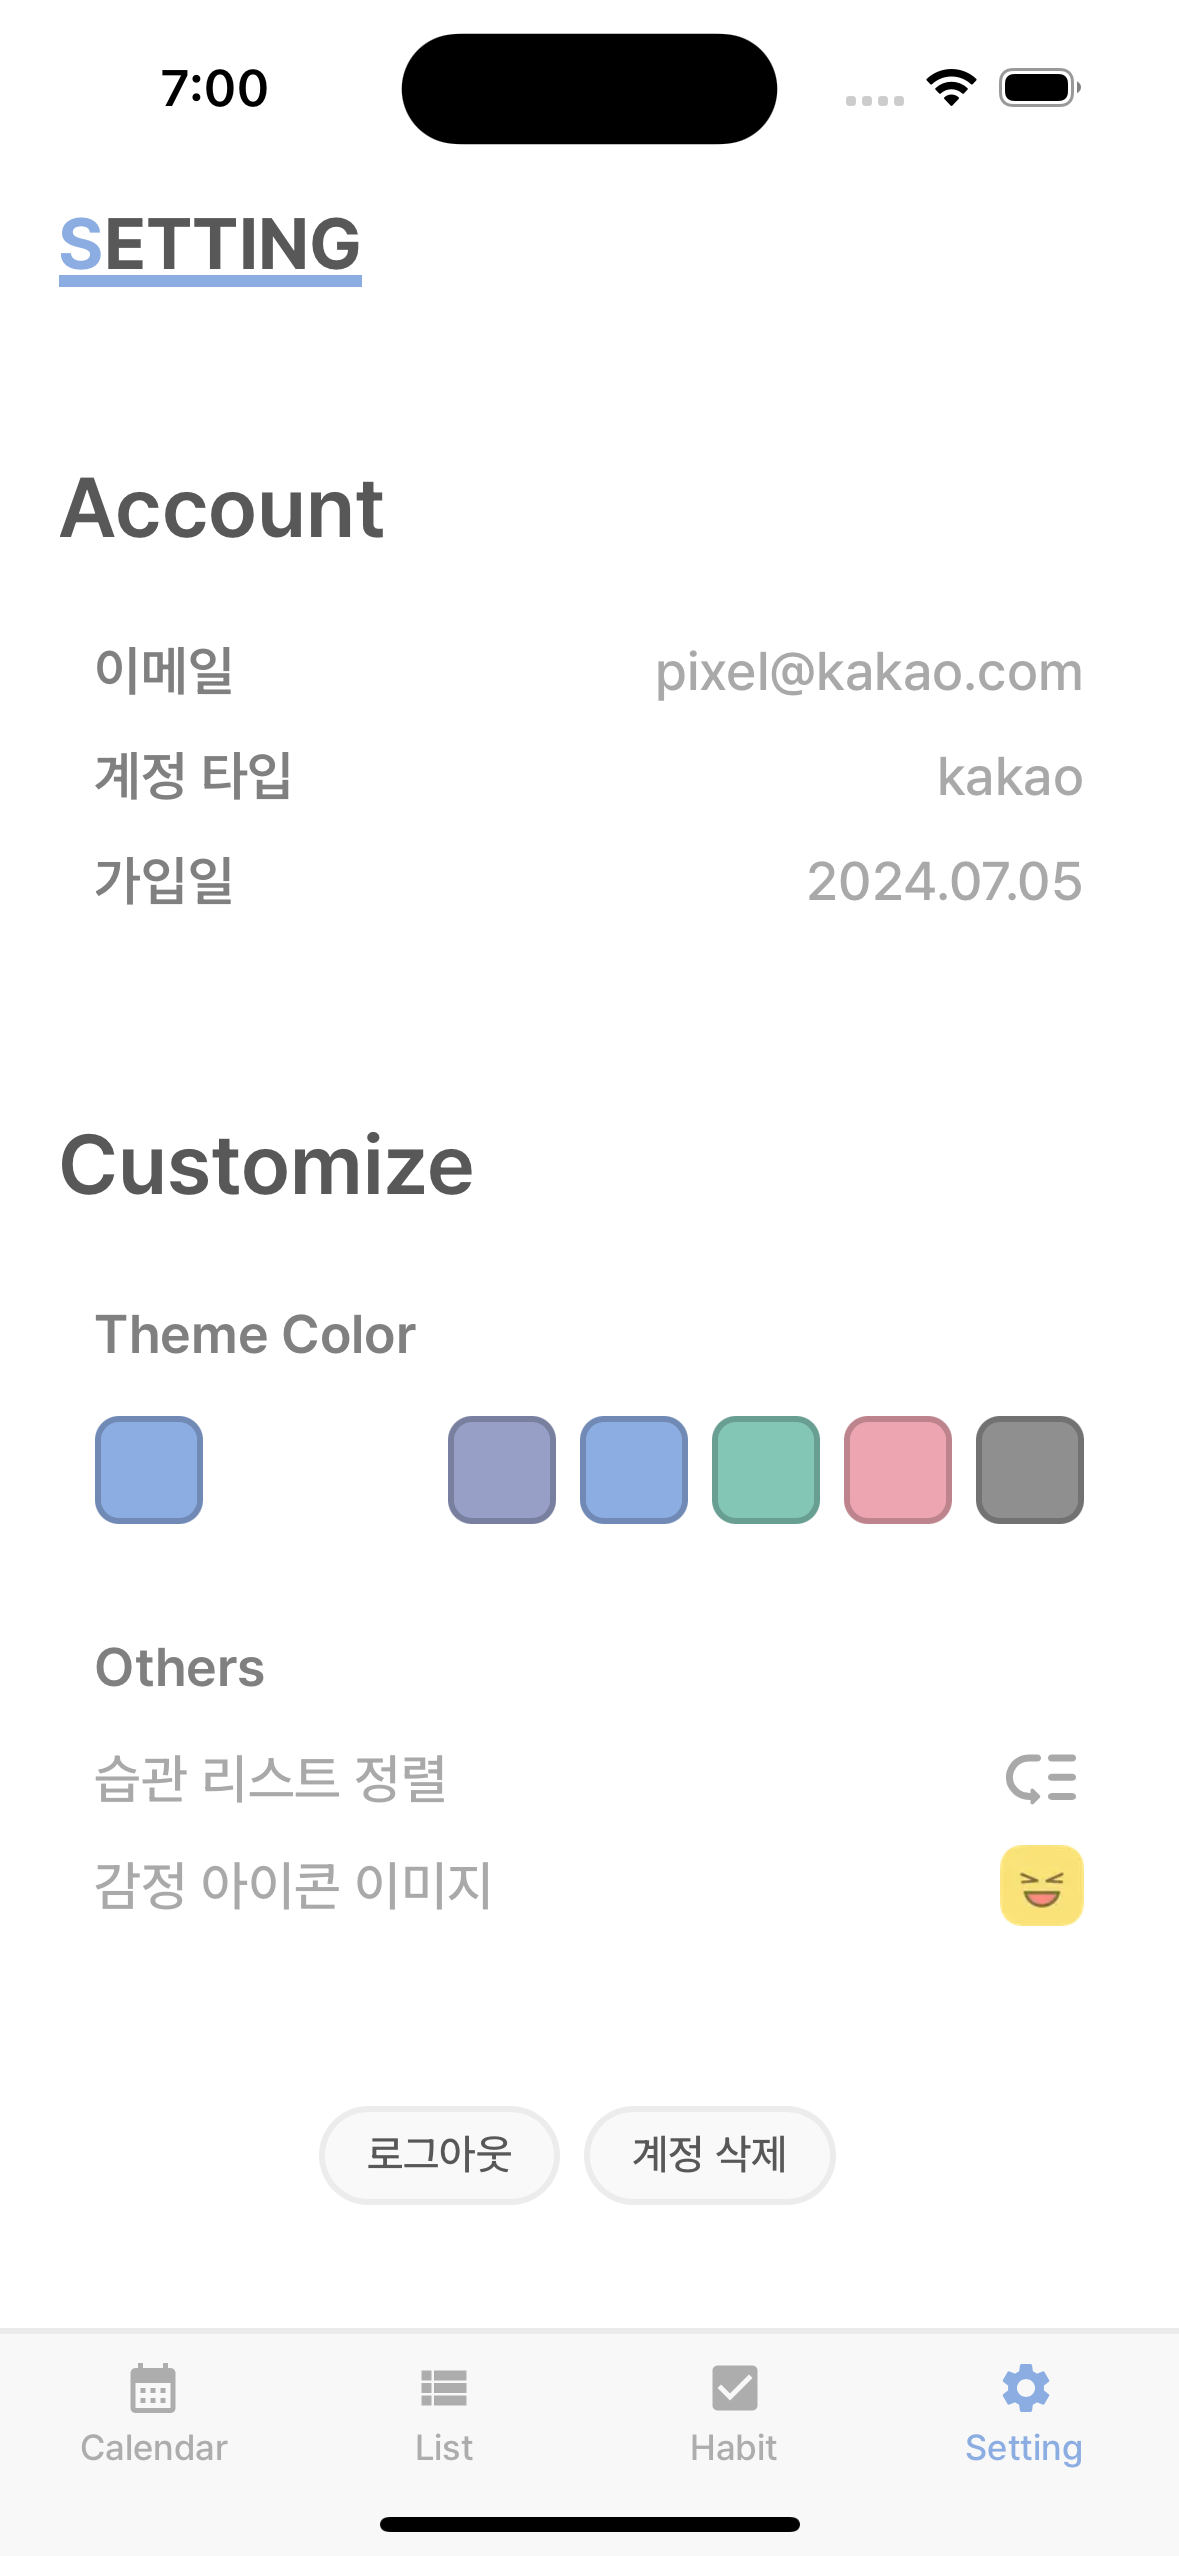 7:00
SETTING
Account
이메일 pixel@kakao.com
계정 타입 kakao
가입일 2024.07.05
Customize
Theme Color
Others
습관 리스트 정렬
감정 아이콘 이미지
로그아웃 계정 삭제
Calendar List Habit Setting